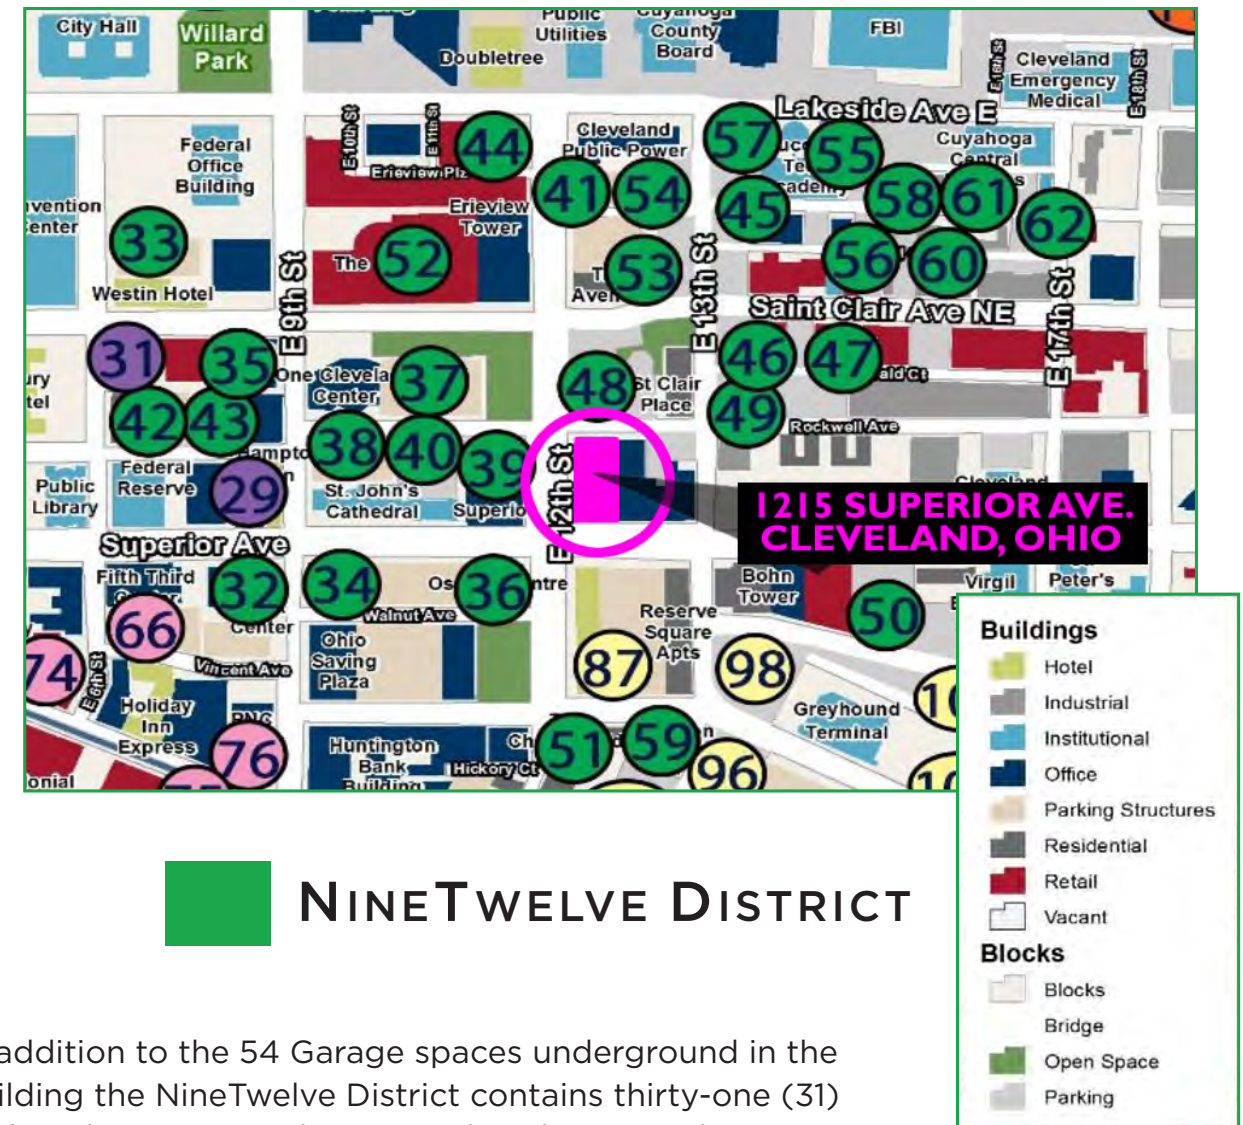 City Hall
Willard
Park
Doubletree
Public
Utilities
Cuyahoga
County
Board
FBI
Cleveland
Emergency
Medical
E 18th St
Lakeside Ave E
E 10th St
E 11th St
44
Federal
Office
Building
Cleveland
Public Power
57
55
Cuyahoga
Central
Erieview Plz
41
54
45
58
61
62
33
Erieview
Tower
The
52
53
56
60
Westin Hotel
E 9th St
E 13th St
Saint Clair Ave NE
E 17th St
31
35
One
Center
37
48
St Clair
Place
46
47
42
43
49
Rockwell Ave
38
40
39
Federal
Reserve
29
Public
Library
St. John's
Cathedral
E 12th St
Cleveland
1215 SUPERIOR AVE.
CLEVELAND, OHIO
Superior Ave
Fifth Third
32
Center
34
Walnut Ave
36
Bohn
Tower
50
Virgil
Peter's
66
74
E 6th St
Vincent Ave
Ohio
Saving
Plaza
Reserve
Square
Apts
87
98
Holiday
Inn
Express
PNC
76
Huntington
Bank
Building
Hickory Ct
51
59
96
Greyhound
Terminal
Buildings
Hotel
Industrial
Institutional
Office
Parking Structures
Residential
Retail
Vacant
Blocks
Blocks
Bridge
Open Space
Parking
NINETWELVE DISTRICT
addition to the 54 Garage spaces underground in the
ilding the NineTwelve District contains thirty-one (31)